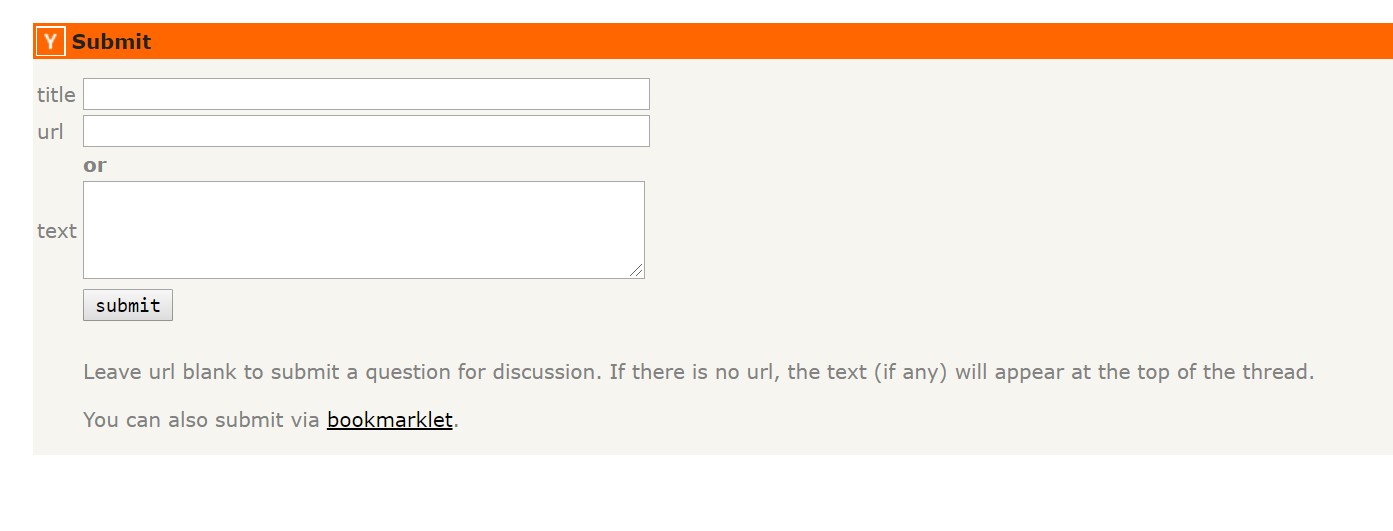 Y Submit
title
url
or
text
submit
Leave url blank to submit a question for discussion. If there is no url, the text (if any) will appear at the top of the thread.
You can also submit via bookmarklet.